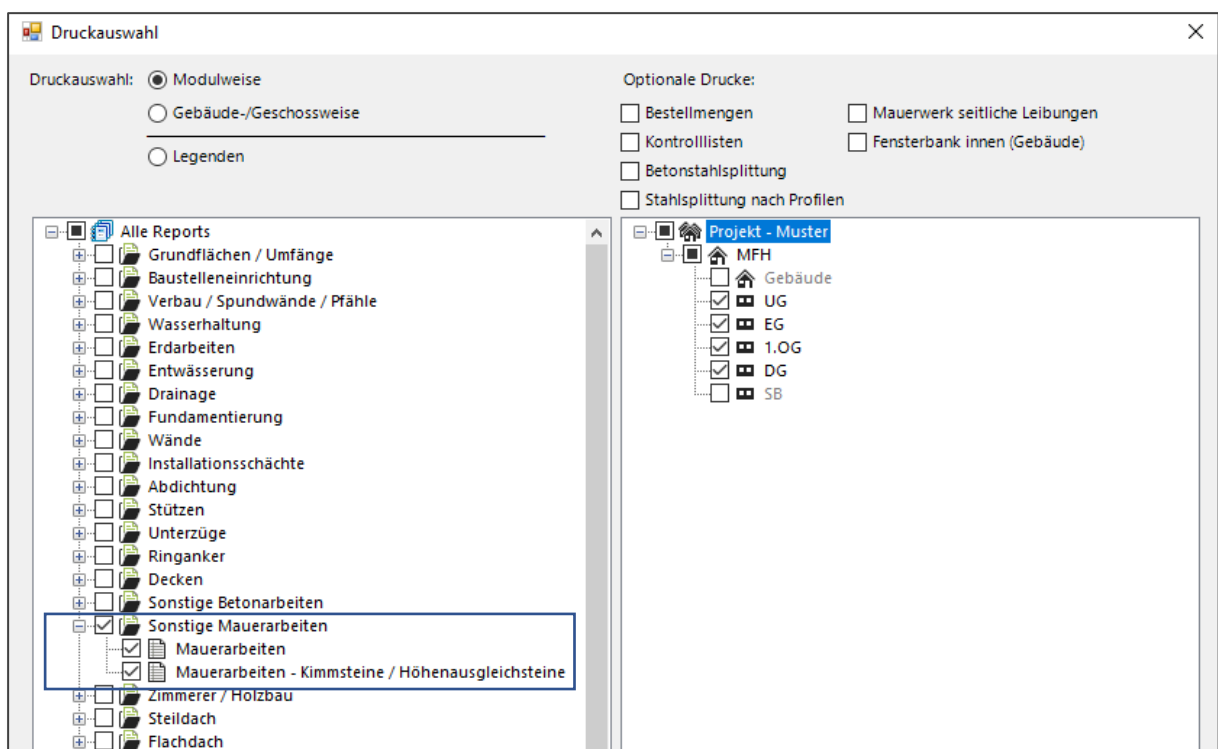 Druckauswahl
Druckauswahl: Modulweise
Gebäude-/Geschossweise
Legenden
Optionale Drucke:
Bestellmengen
Mauerwerk seitliche Leibungen
Kontrolllisten
Fensterbank innen (Gebäude)
Betonstahlsplittung
Stahlsplittung nach Profilen
Alle Reports
Grundflächen / Umfänge
Baustelleneinrichtung
Verbau / Spundwände / Pfähle
Wasserhaltung
Erdarbeiten
Entwässerung
Drainage
Fundamentierung
Wände
Installationsschächte
Abdichtung
Stützen
Unterzüge
Ringanker
Decken
Sonstige Betonarbeiten
Sonstige Mauerarbeiten
Mauerarbeiten
Mauerarbeiten - Kimmsteine / Höhenausgleichsteine
Zimmerer / Holzbau
Steildach
Flachdach
Projekt - Muster
MFH
Gebäude
UG
EG
1.OG
DG
SB